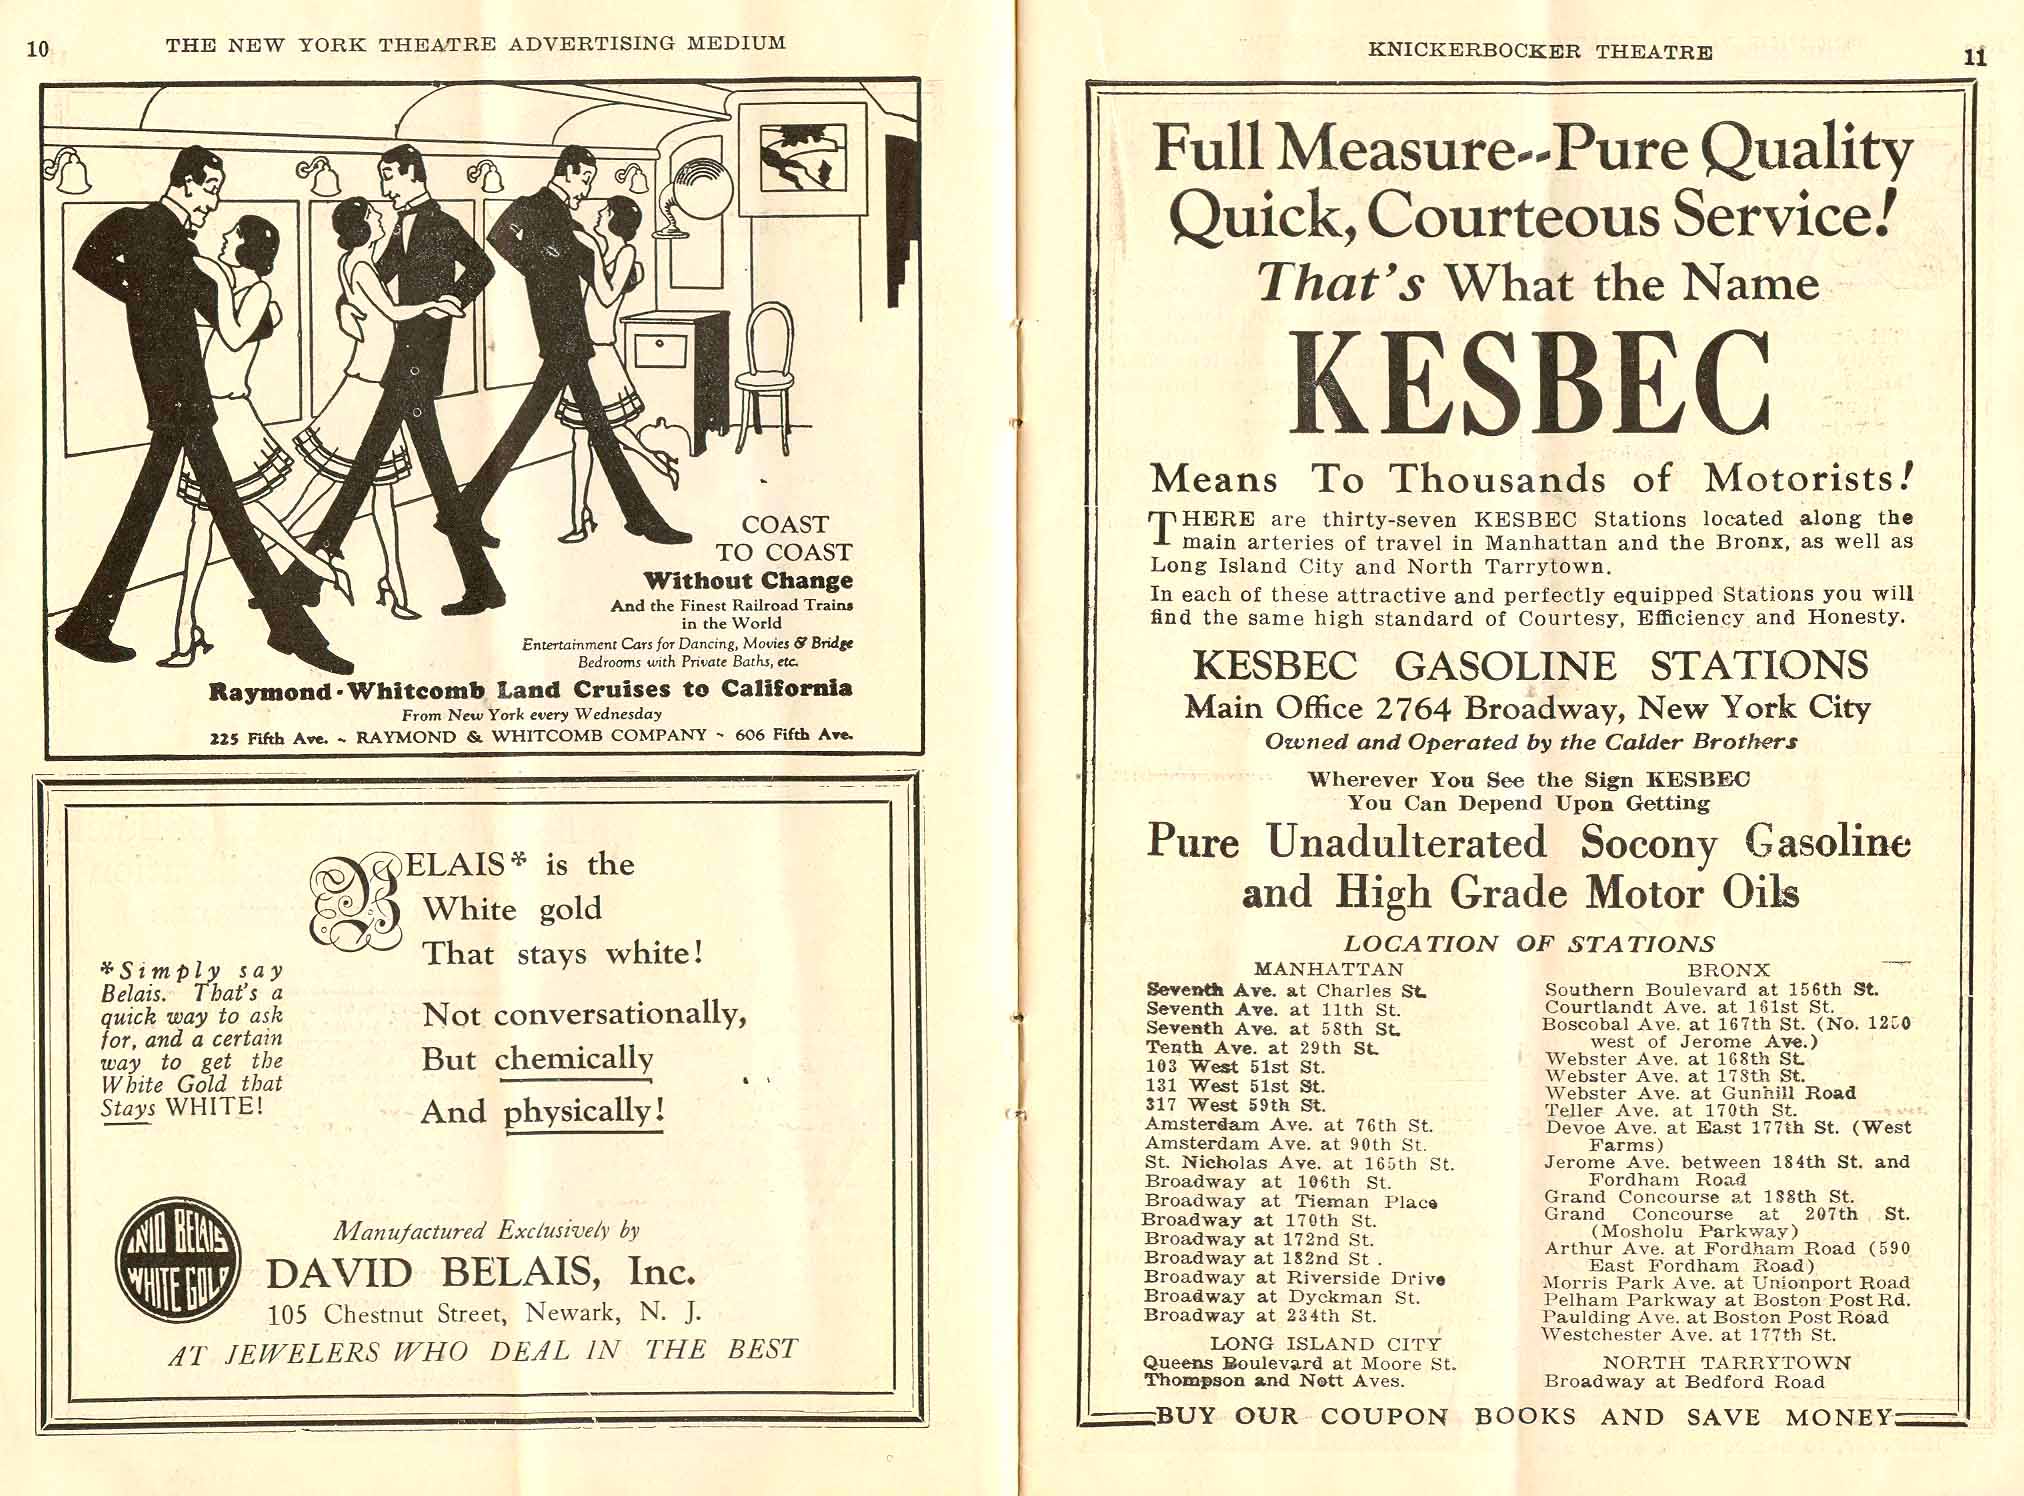 10
THE NEW YORK THEATRE ADVERTISING MEDIUM
COAST
TO COAST
Without Change
And the Finest Railroad Trains
in the World
Entertainment Cars for Dancing, Movies & Bridge
Bedrooms with Private Baths, etc.
Raymond-Whitcomb Land Cruises to California
From New York every Wednesday
225 Fifth Ave. ~ RAYMOND & WHITCOMB COMPANY ~ 606 Fifth Ave.
BELAIS* is the
White gold
That stays white!
Not conversationally,
But chemically
And physically!
*Simply say
Belais. That's a
quick way to ask
for, and a certain
way to get the
White Gold that
Stays WHITE!
DAVID BELAIS
WHITE GOLD
Manufactured Exclusively by
DAVID BELAIS, Inc.
105 Chestnut Street, Newark, N. J.
AT JEWELERS WHO DEAL IN THE BEST
KNICKERBOCKER THEATRE
11
Full Measure--Pure Quality
Quick, Courteous Service!
That's What the Name
KESBEC
Means To Thousands of Motorists!
THERE are thirty-seven KESBEC Stations located along the
main arteries of travel in Manhattan and the Bronx, as well as
Long Island City and North Tarrytown.
In each of these attractive and perfectly equipped Stations you will
find the same high standard of Courtesy, Efficiency and Honesty.
KESBEC GASOLINE STATIONS
Main Office 2764 Broadway, New York City
Owned and Operated by the Calder Brothers
Wherever You See the Sign KESBEC
You Can Depend Upon Getting
Pure Unadulterated Socony Gasoline
and High Grade Motor Oils
LOCATION OF STATIONS
MANHATTAN
Seventh Ave. at Charles St.
Seventh Ave. at 11th St.
Seventh Ave. at 58th St.
Tenth Ave. at 29th St.
103 West 51st St.
131 West 51st St.
317 West 59th St.
Amsterdam Ave. at 76th St.
Amsterdam Ave. at 90th St.
St. Nicholas Ave. at 165th St.
Broadway at 106th St.
Broadway at Tieman Place
Broadway at 170th St.
Broadway at 172nd St.
Broadway at 182nd St.
Broadway at Riverside Drive
Broadway at Dyckman St.
Broadway at 234th St.
LONG ISLAND CITY
Queens Boulevard at Moore St.
Thompson and Nott Aves.
BRONX
Southern Boulevard at 156th St.
Courtlandt Ave. at 161st St.
Boscobal Ave. at 167th St. (No. 1250
west of Jerome Ave.)
Webster Ave. at 168th St.
Webster Ave. at 178th St.
Webster Ave. at Gunhill Road
Teller Ave. at 170th St.
Devoe Ave. at East 177th St. (West
Farms)
Jerome Ave. between 184th St. and
Fordham Road
Grand Concourse at 188th St.
Grand Concourse at 207th St.
(Mosholu Parkway)
Arthur Ave. at Fordham Road (590
East Fordham Road)
Morris Park Ave. at Unionport Road
Pelham Parkway at Boston Post Rd.
Paulding Ave. at Boston Post Road
Westchester Ave. at 177th St.
NORTH TARRYTOWN
Broadway at Bedford Road
BUY OUR COUPON BOOKS AND SAVE MONEY